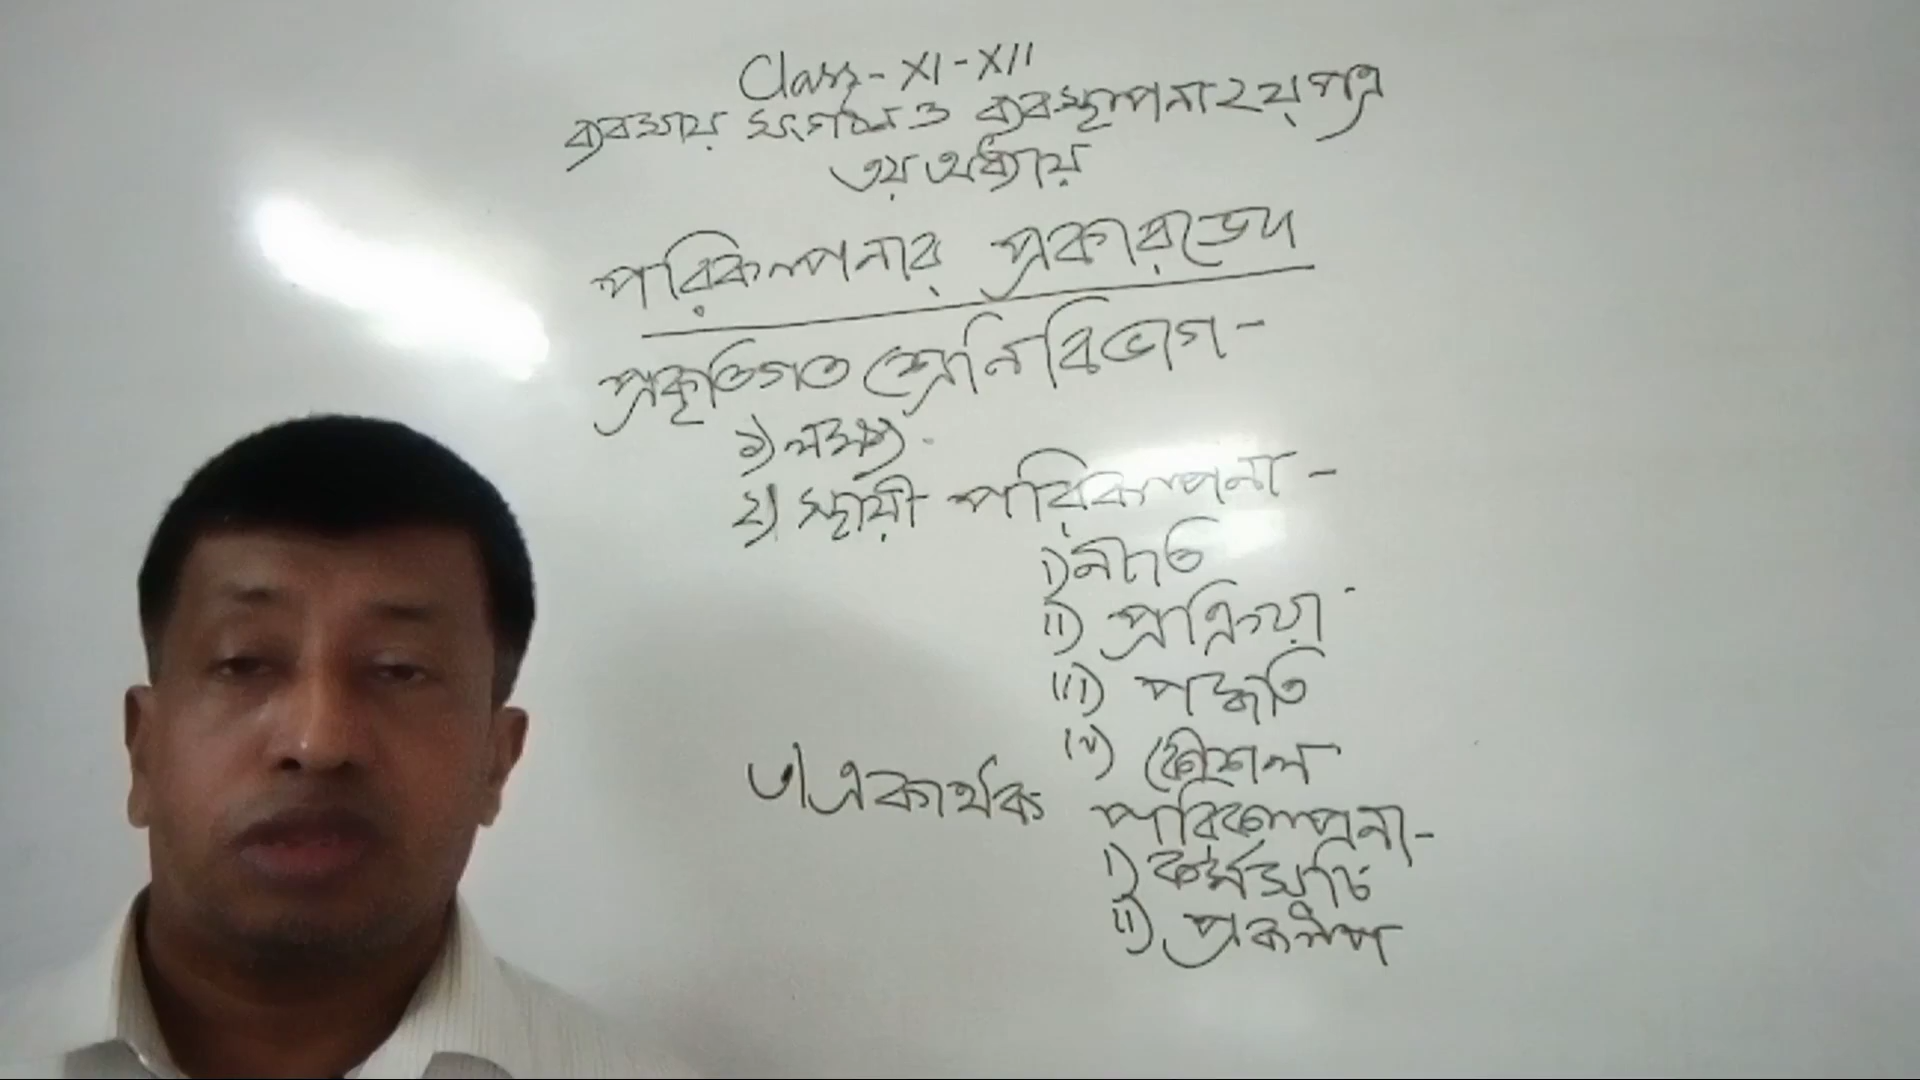 Class-XI-XII
ব্যবসায় সংগঠন ও ব্যবস্থাপনা ২য় পত্র
৩য় অধ্যায়
পরিকল্পনার প্রকারভেদ
প্রকৃতিগত শ্রেনিবিভাগ-
১) লক্ষ্য
২) স্থায়ী পরিকল্পনা-
i) নীতি
ii) প্রক্রিয়া
iii) পদ্ধতি
iv) কৌশল
৩) একার্থক পরিকল্পনা-
i) কর্মসূচি
ii) প্রকল্প